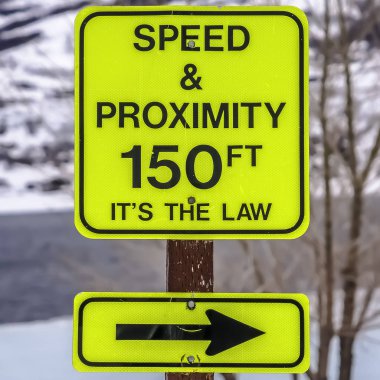 SPEED
&
PROXIMITY
150FT
IT'S THE LAW